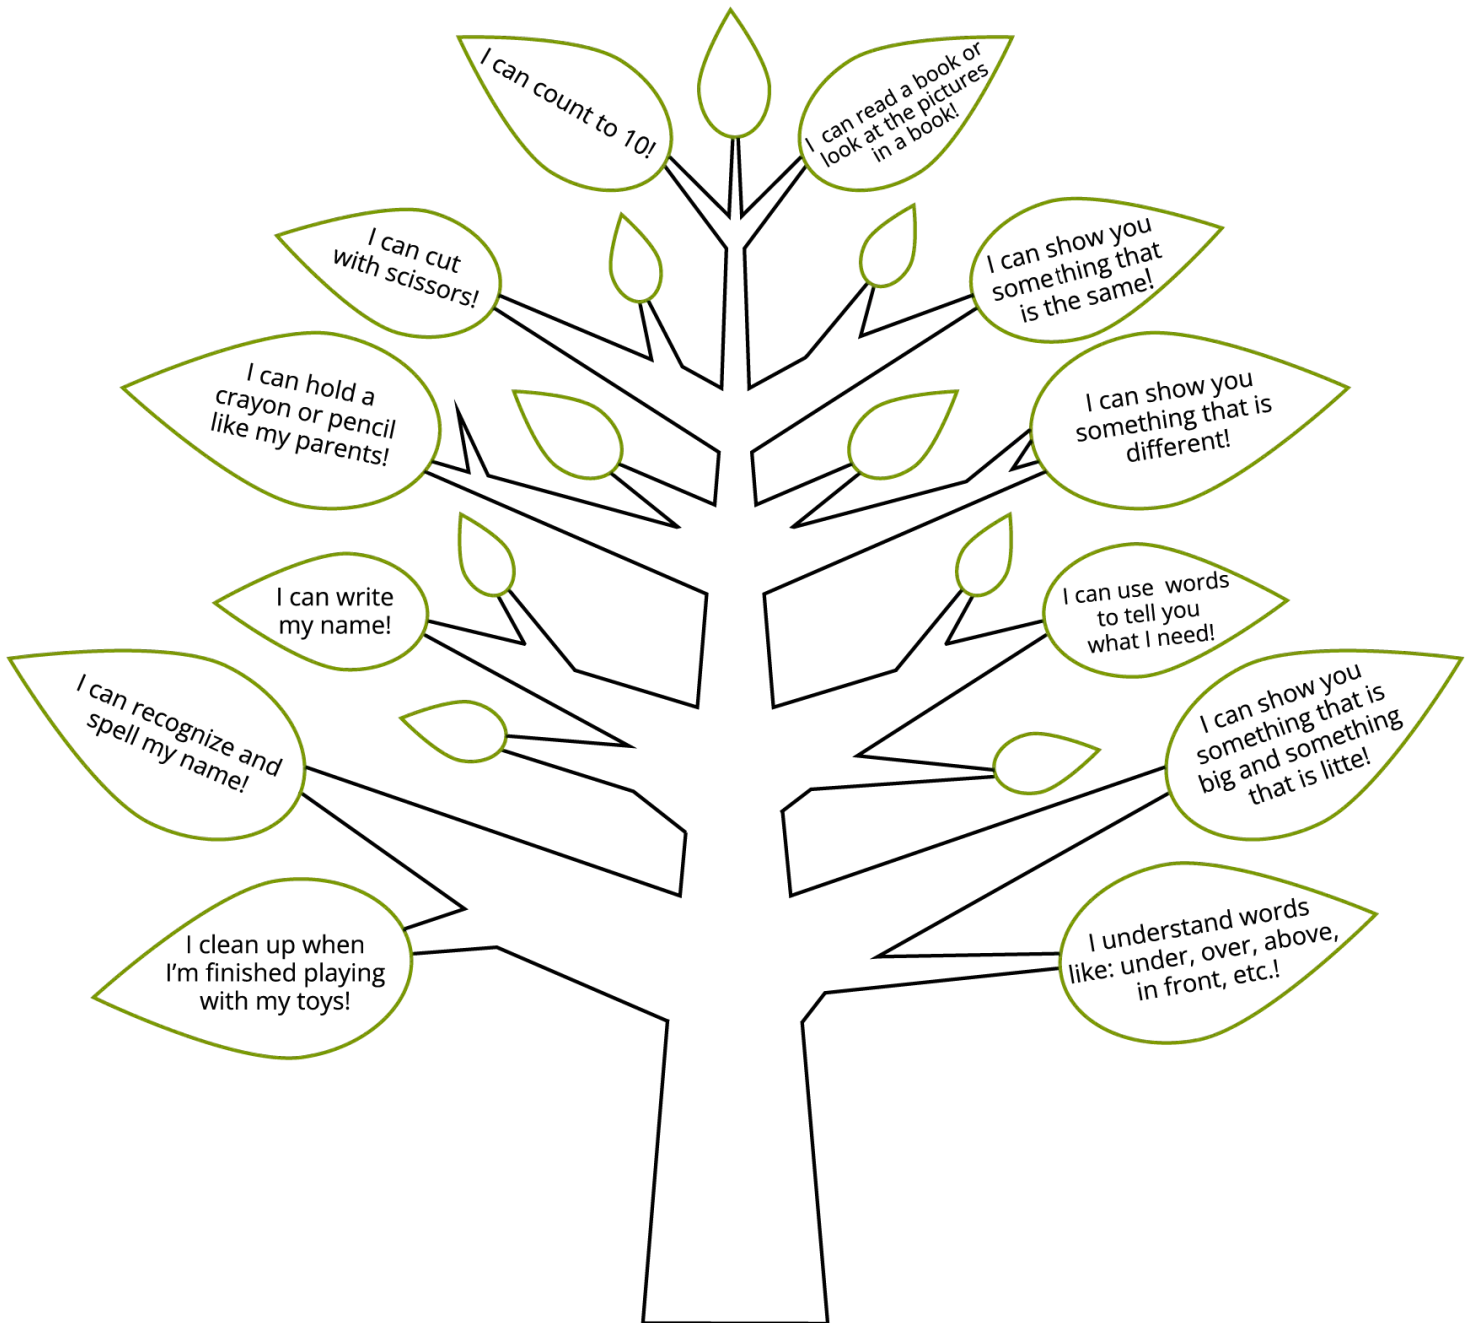 I can count to 10!
I  can read a book or
look at the pictures
in a book!
I can cut
with scissors!
I can show you
something that
is the same!
I can hold a
crayon or pencil
like my parents!
I can show you
something that is
different!
I can write
my name!
I can use  words
to tell you
what I need!
I can recognize and
spell my name!
I can show you
something that is
big and something
that is litte!
I clean up when
I’m finished playing
with my toys!
I understand words
like: under, over, above,
in front, etc.!